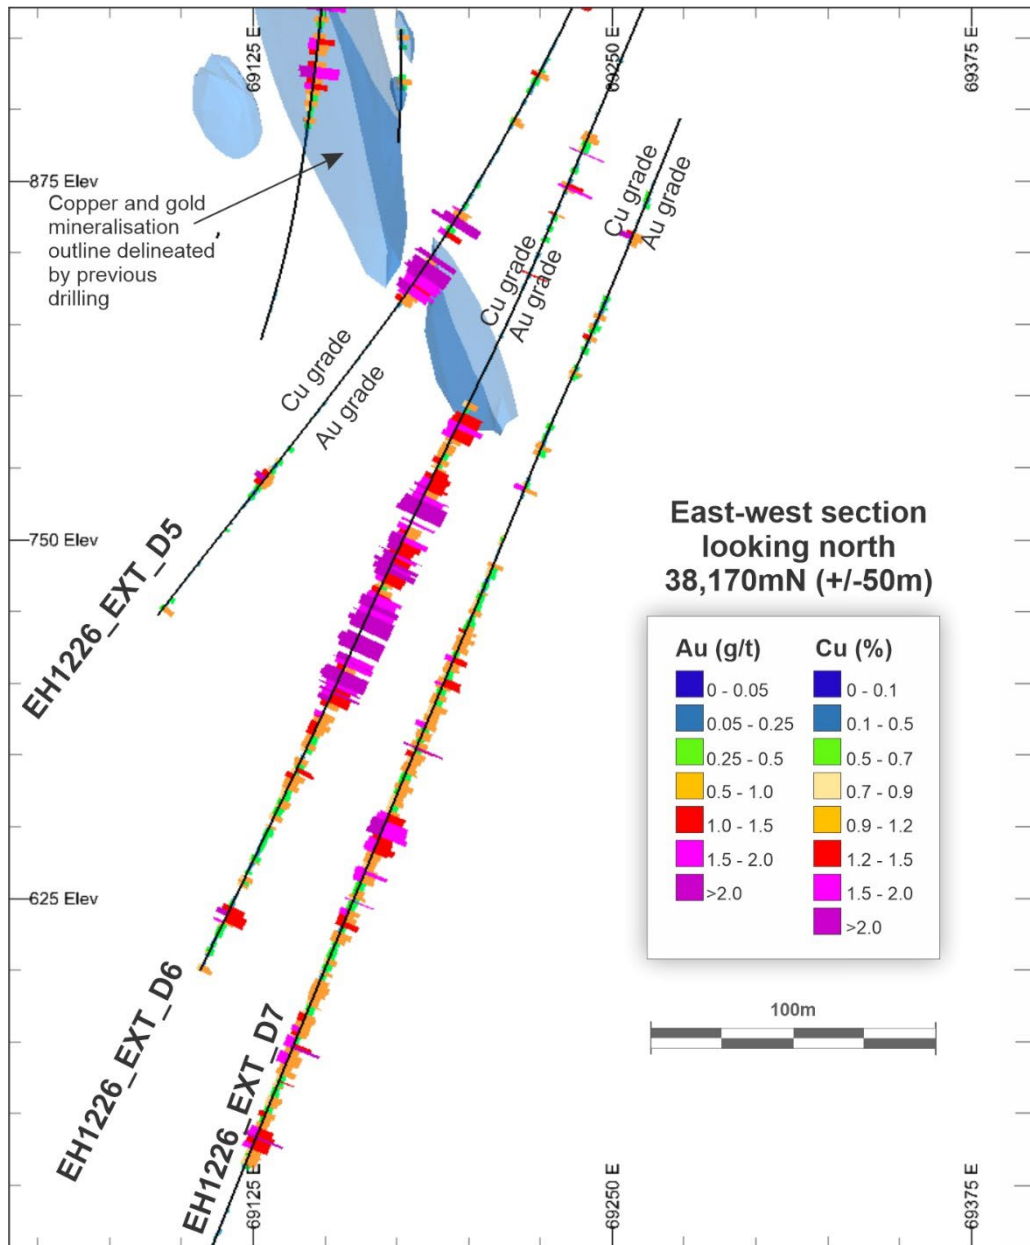 69125 E
69250 E
69375 E
875 Elev
Copper and gold
mineralisation
outline delineated
by previous
drilling
Cu grade
Au grade
Cu grade
Au grade
Cu grade
Au grade
750 Elev
EH1226_EXT_D5
East-west section
looking north
38,170mN (+/-50m)
Au (g/t)
0 - 0.05
0.05 - 0.25
0.25 - 0.5
0.5 - 1.0
1.0 - 1.5
1.5 - 2.0
>2.0
Cu (%)
0 - 0.1
0.1 - 0.5
0.5 - 0.7
0.7 - 0.9
0.9 - 1.2
1.2 - 1.5
1.5 - 2.0
>2.0
625 Elev
100m
EH1226_EXT_D6
EH1226_EXT_D7
69125 E
69250 E
69375 E